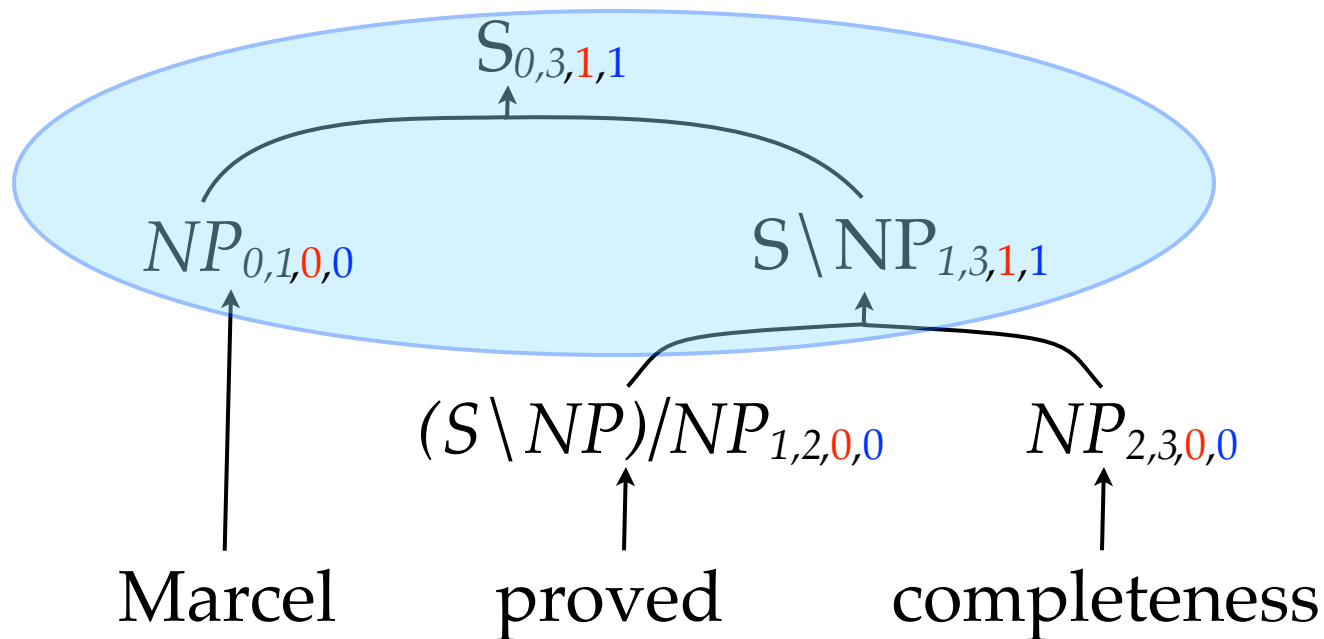 S0,3,1,1
NP0,1,0,0 S\NP1,3,1,1
(S\NP)/NP1,2,0,0 NP2,3,0,0
Marcel proved completeness